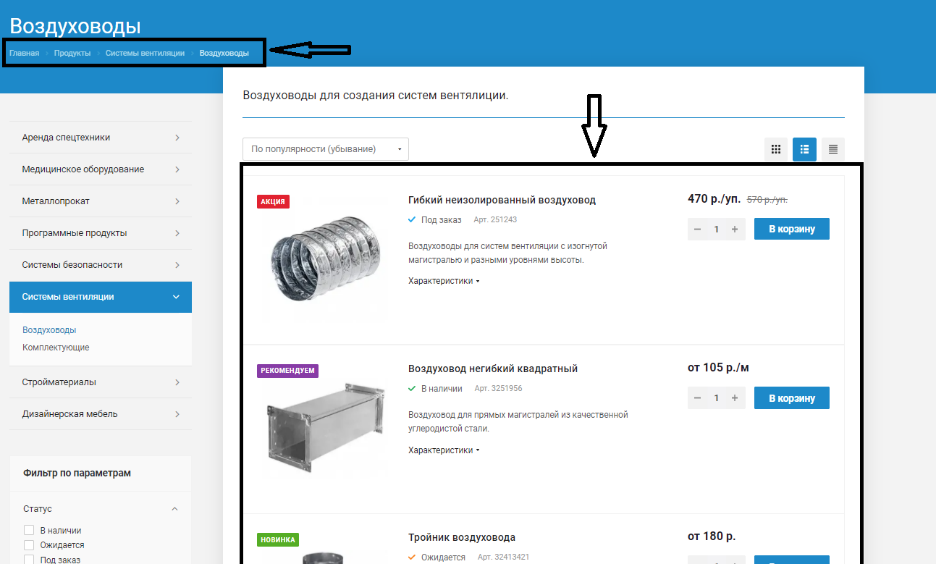 Воздуховоды
Главная › Продукты › Системы вентиляции › Воздуховоды
Воздуховоды для создания систем вентялиции.
Аренда спецтехники
Медицинское оборудование
Металлопрокат
Программные продукты
Системы безопасности
Системы вентиляции
Воздуховоды
Комплектующие
Стройматериалы
Дизайнерская мебель
Фильтр по параметрам
Статус
В наличии
Ожидается
Под заказ
По популярности (убывание)
АКЦИЯ
Гибкий неизолированный воздуховод
Под заказ Арт. 251243
Воздуховоды для систем вентиляции с изогнутой
магистралью и разными уровнями высоты.
Характеристики
470 р./уп. 570 р./уп.
− 1 + В корзину
РЕКОМЕНДУЕМ
Воздуховод негибкий квадратный
В наличии Арт. 3251956
Воздуховод для прямых магистралей из качественной
углеродистой стали.
Характеристики
от 105 р./м
− 1 + В корзину
НОВИНКА
Тройник воздуховода
Ожидается Арт. 32413421
от 180 р.
В корзину